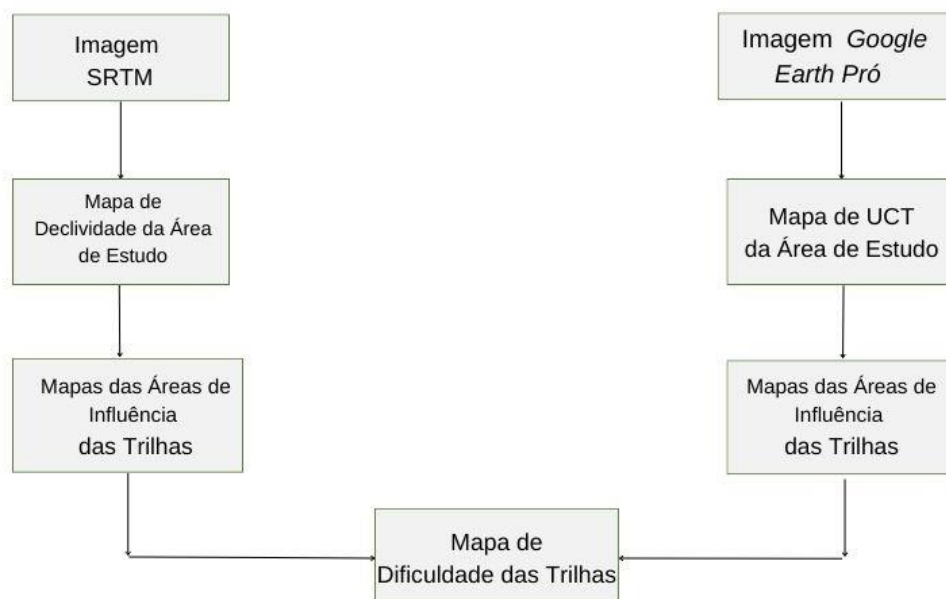 Imagem
SRTM
Imagem Google
Earth Pró
Mapa de
Declividade da Área
de Estudo
Mapa de UCT
da Área de Estudo
Mapas das Áreas de
Influência
das Trilhas
Mapas das Áreas de
Influência
das Trilhas
Mapa de
Dificuldade das Trilhas